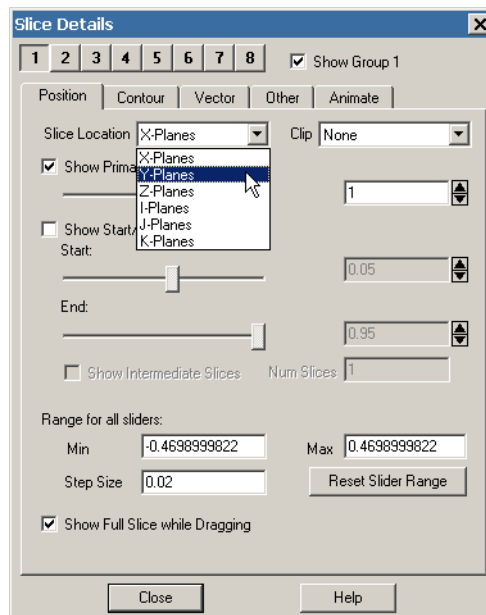 Slice Details
1 2 3 4 5 6 7 8 Show Group 1
Position Contour Vector Other Animate
Slice Location X-Planes Clip None
X-Planes
Show Prima
Y-Planes
1
Z-Planes
I-Planes
Show Start/
J-Planes
K-Planes
Start:
0.05
End:
0.95
Show Intermediate Slices Num Slices 1
Range for all sliders:
Min -0.4698999822 Max 0.4698999822
Step Size 0.02 Reset Slider Range
Show Full Slice while Dragging
Close Help